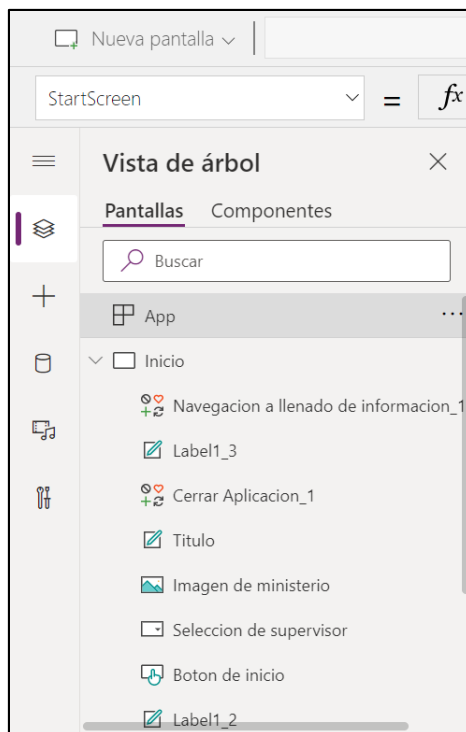 Nueva pantalla
StartScreen = fx
Vista de árbol
Pantallas Componentes
Buscar
App ...
Inicio
Navegacion a llenado de informacion_1
Label1_3
Cerrar Aplicacion_1
Titulo
Imagen de ministerio
Seleccion de supervisor
Boton de inicio
Label1_2